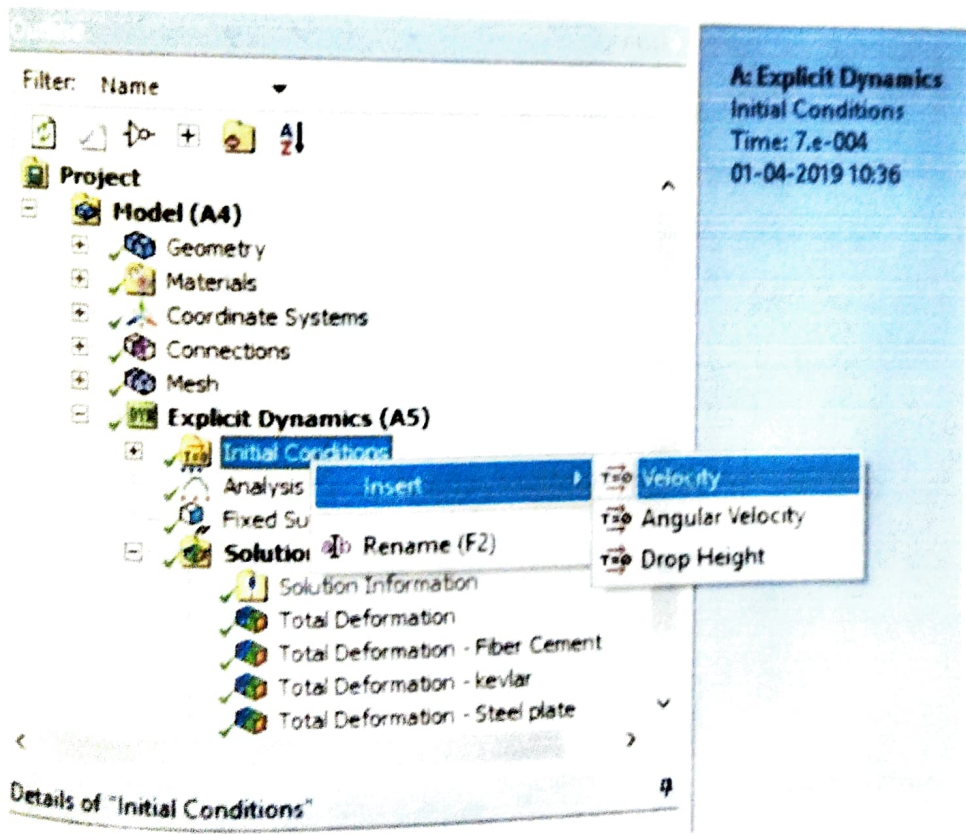 Filter: Name
Project
Model (A4)
Geometry
Materials
Coordinate Systems
Connections
Mesh
Explicit Dynamics (A5)
Initial Conditions
Analysis
Fixed Su
Solution
Solution Information
Total Deformation
Total Deformation - Fiber Cement
Total Deformation - kevlar
Total Deformation - Steel plate
Details of "Initial Conditions"
Insert
Rename (F2)
T=0 Velocity
T=0 Angular Velocity
T=0 Drop Height
A: Explicit Dynamics
Initial Conditions
Time: 7.e-004
01-04-2019 10:36